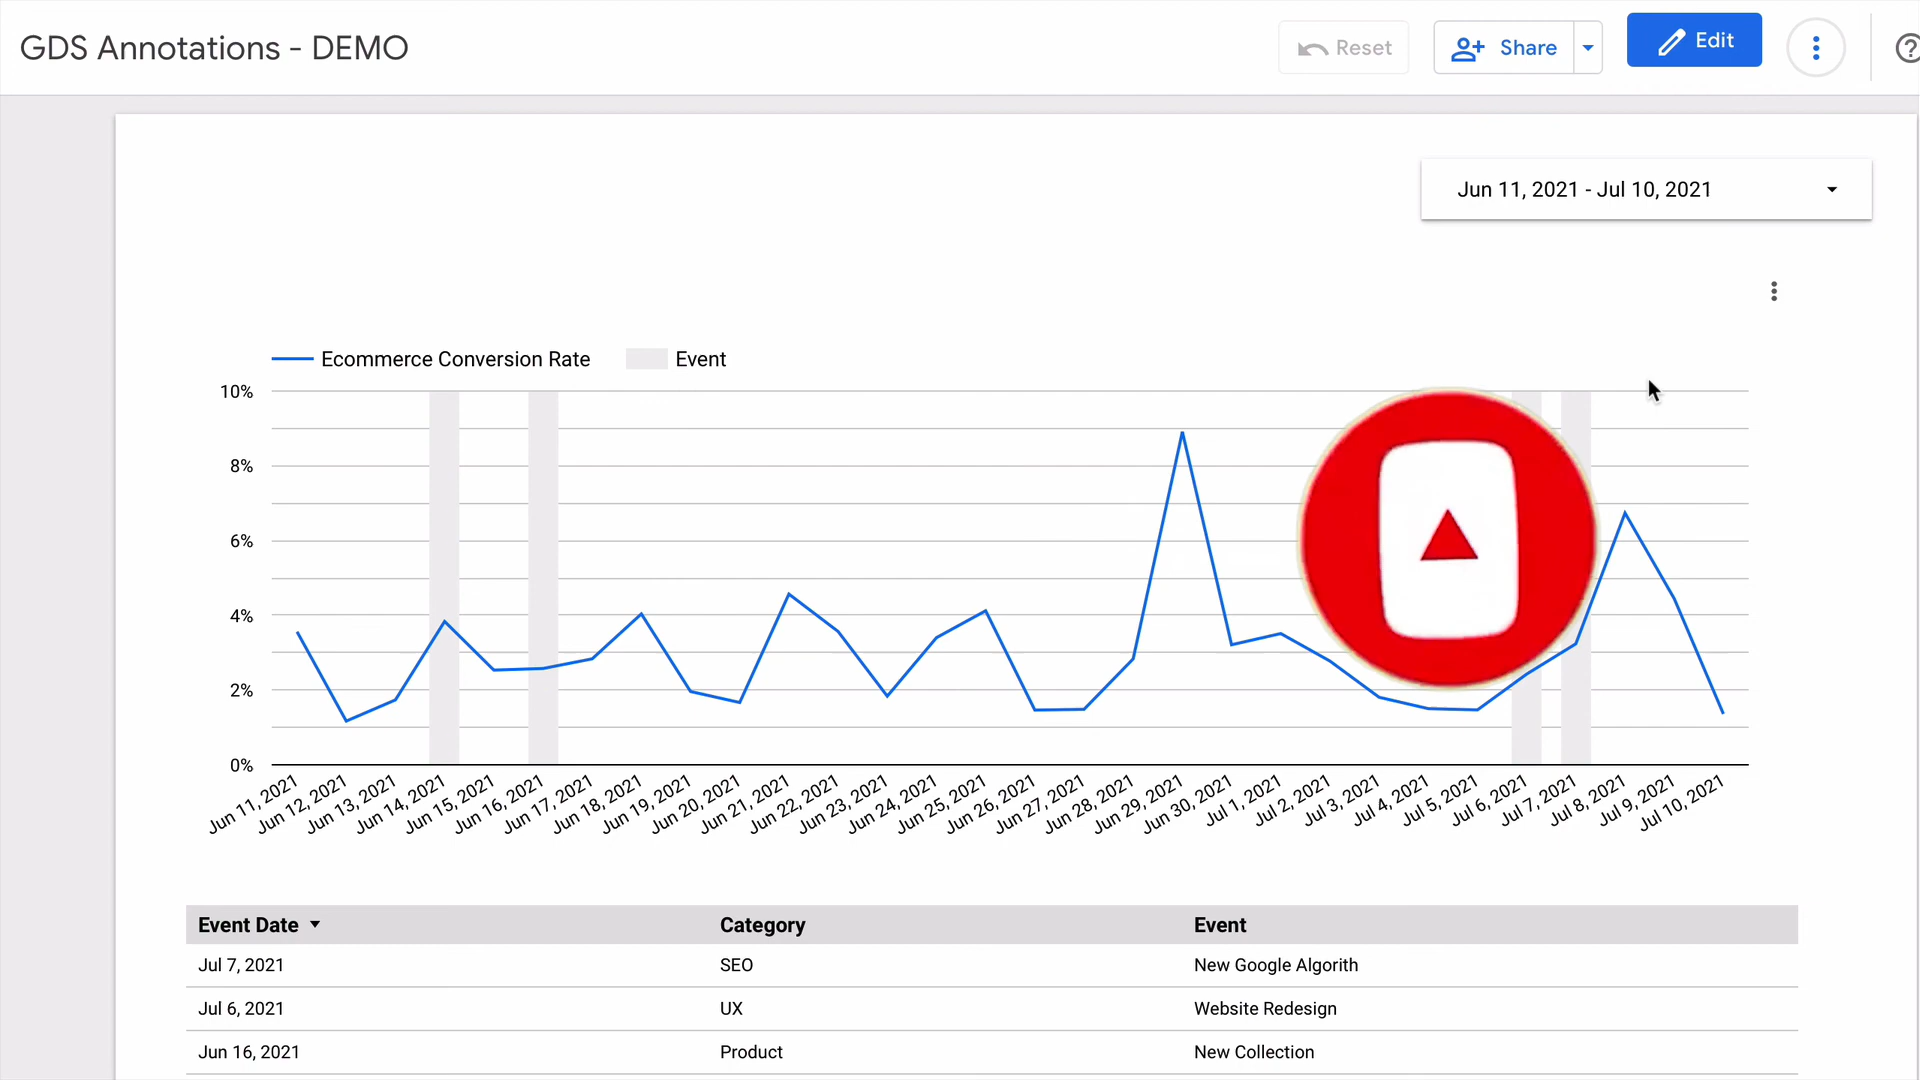 GDS Annotations - DEMO
Reset
Share
Edit
Jun 11, 2021 - Jul 10, 2021
Ecommerce Conversion Rate
Event
10%
8%
6%
4%
2%
0%
Jun 11, 2021
Jun 12, 2021
Jun 13, 2021
Jun 14, 2021
Jun 15, 2021
Jun 16, 2021
Jun 17, 2021
Jun 18, 2021
Jun 19, 2021
Jun 20, 2021
Jun 21, 2021
Jun 22, 2021
Jun 23, 2021
Jun 24, 2021
Jun 25, 2021
Jun 26, 2021
Jun 27, 2021
Jun 28, 2021
Jun 29, 2021
Jun 30, 2021
Jul 1, 2021
Jul 2, 2021
Jul 3, 2021
Jul 4, 2021
Jul 5, 2021
Jul 6, 2021
Jul 7, 2021
Jul 8, 2021
Jul 9, 2021
Jul 10, 2021
Event Date Category Event
Jul 7, 2021 SEO New Google Algorith
Jul 6, 2021 UX Website Redesign
Jun 16, 2021 Product New Collection